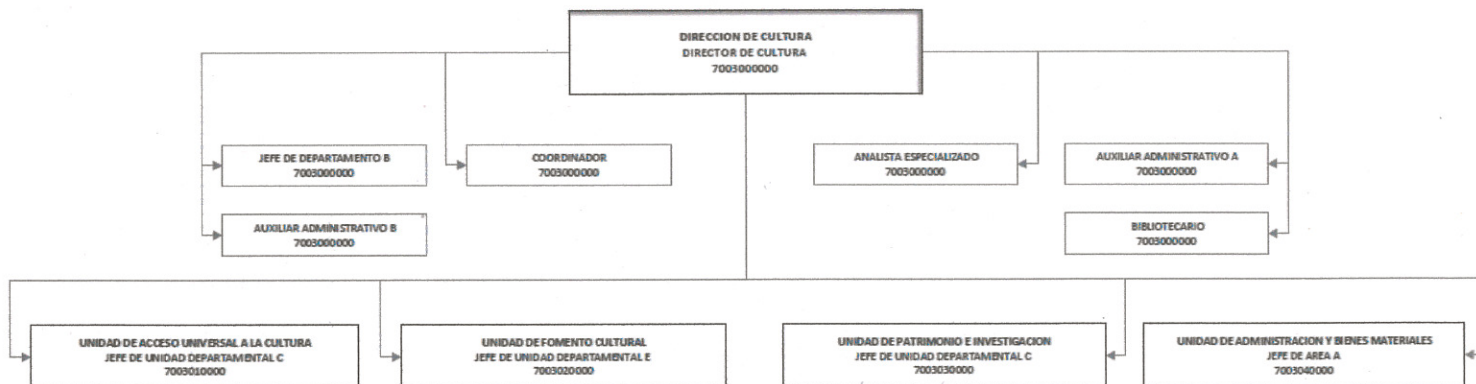 DIRECCION DE CULTURA
DIRECTOR DE CULTURA
7003000000
JEFE DE DEPARTAMENTO B
7003000000
COORDINADOR
7003000000
ANALISTA ESPECIALIZADO
7003000000
AUXILIAR ADMINISTRATIVO A
7003000000
AUXILIAR ADMINISTRATIVO B
7003000000
BIBLIOTECARIO
7003000000
UNIDAD DE ACCESO UNIVERSAL A LA CULTURA
JEFE DE UNIDAD DEPARTAMENTAL C
7003010000
UNIDAD DE FOMENTO CULTURAL
JEFE DE UNIDAD DEPARTAMENTAL E
7003020000
UNIDAD DE PATRIMONIO E INVESTIGACION
JEFE DE UNIDAD DEPARTAMENTAL C
7003030000
UNIDAD DE ADMINISTRACION Y BIENES MATERIALES
JEFE DE AREA A
7003040000